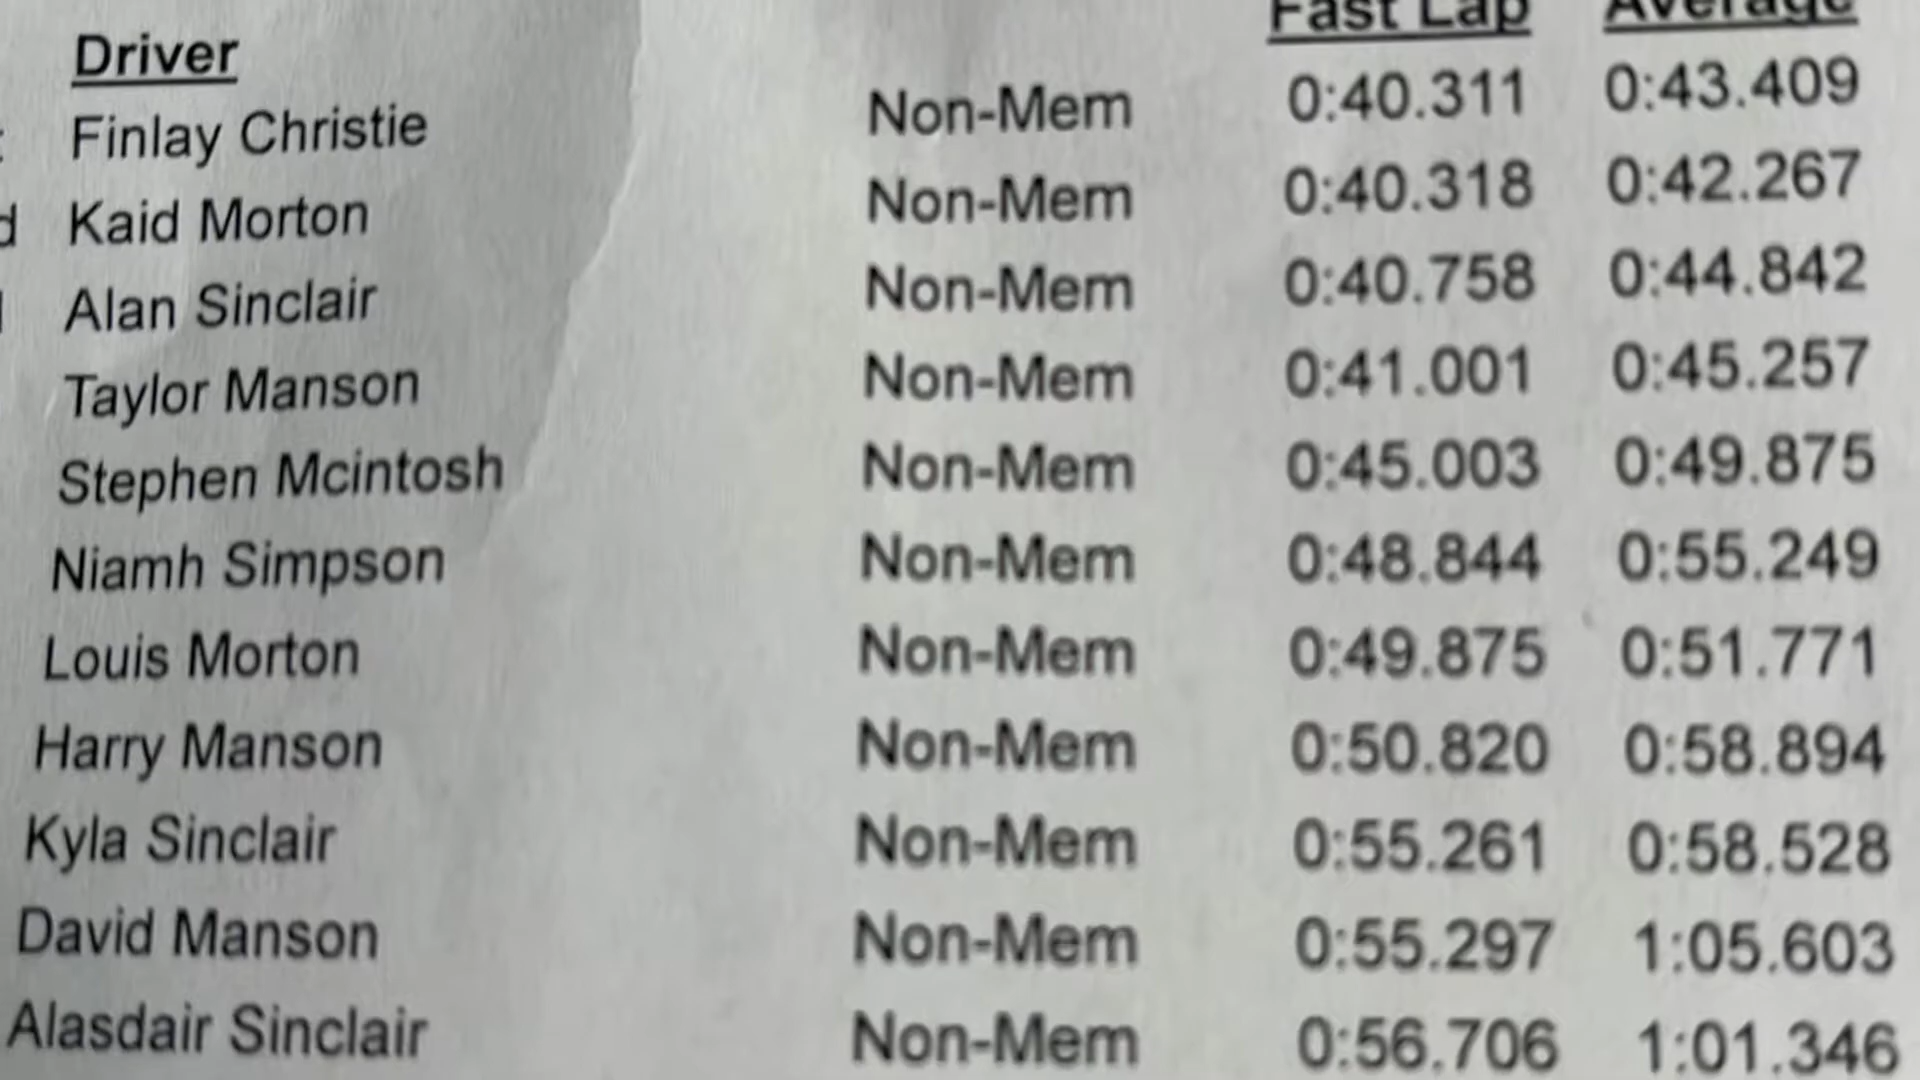 Driver Fast Lap Average
Finlay Christie Non-Mem 0:40.311 0:43.409
Kaid Morton Non-Mem 0:40.318 0:42.267
Alan Sinclair Non-Mem 0:40.758 0:44.842
Taylor Manson Non-Mem 0:41.001 0:45.257
Stephen Mcintosh Non-Mem 0:45.003 0:49.875
Niamh Simpson Non-Mem 0:48.844 0:55.249
Louis Morton Non-Mem 0:49.875 0:51.771
Harry Manson Non-Mem 0:50.820 0:58.894
Kyla Sinclair Non-Mem 0:55.261 0:58.528
David Manson Non-Mem 0:55.297 1:05.603
Alasdair Sinclair Non-Mem 0:56.706 1:01.346